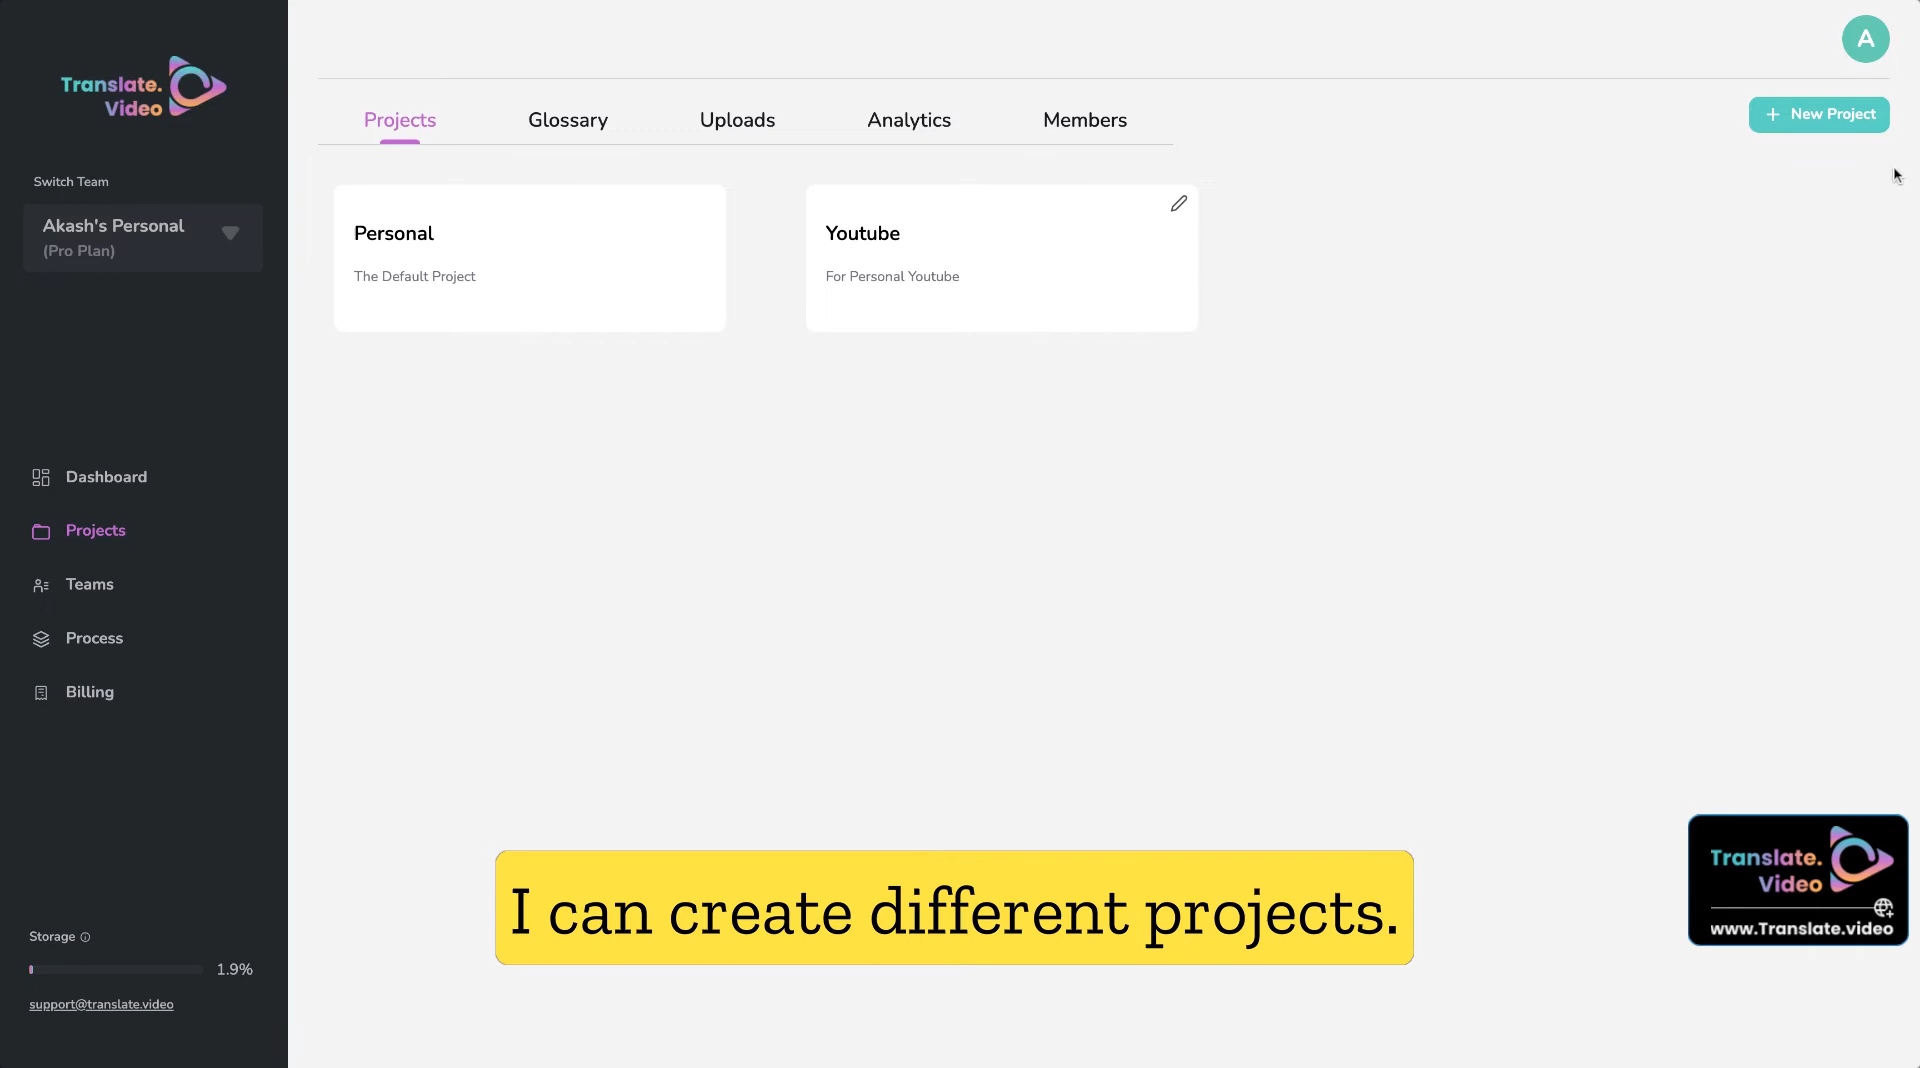 Translate.
Video
Switch Team
Akash's Personal
(Pro Plan)
Dashboard
Projects
Teams
Process
Billing
Storage
1.9%
support@translate.video
A
Projects Glossary Uploads Analytics Members
+ New Project
Personal
The Default Project
Youtube
For Personal Youtube
I can create different projects.
Translate.
Video
www.Translate.video